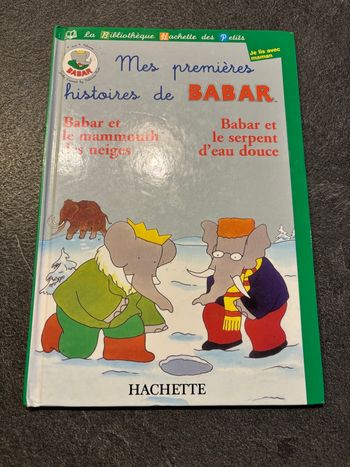 La Bibliothèque Hachette des Petits
Je lis avec
maman
BABAR
Mes premières
histoires de BABAR
Babar et
le mammouth
des neiges
Babar et
le serpent
d'eau douce
HACHETTE